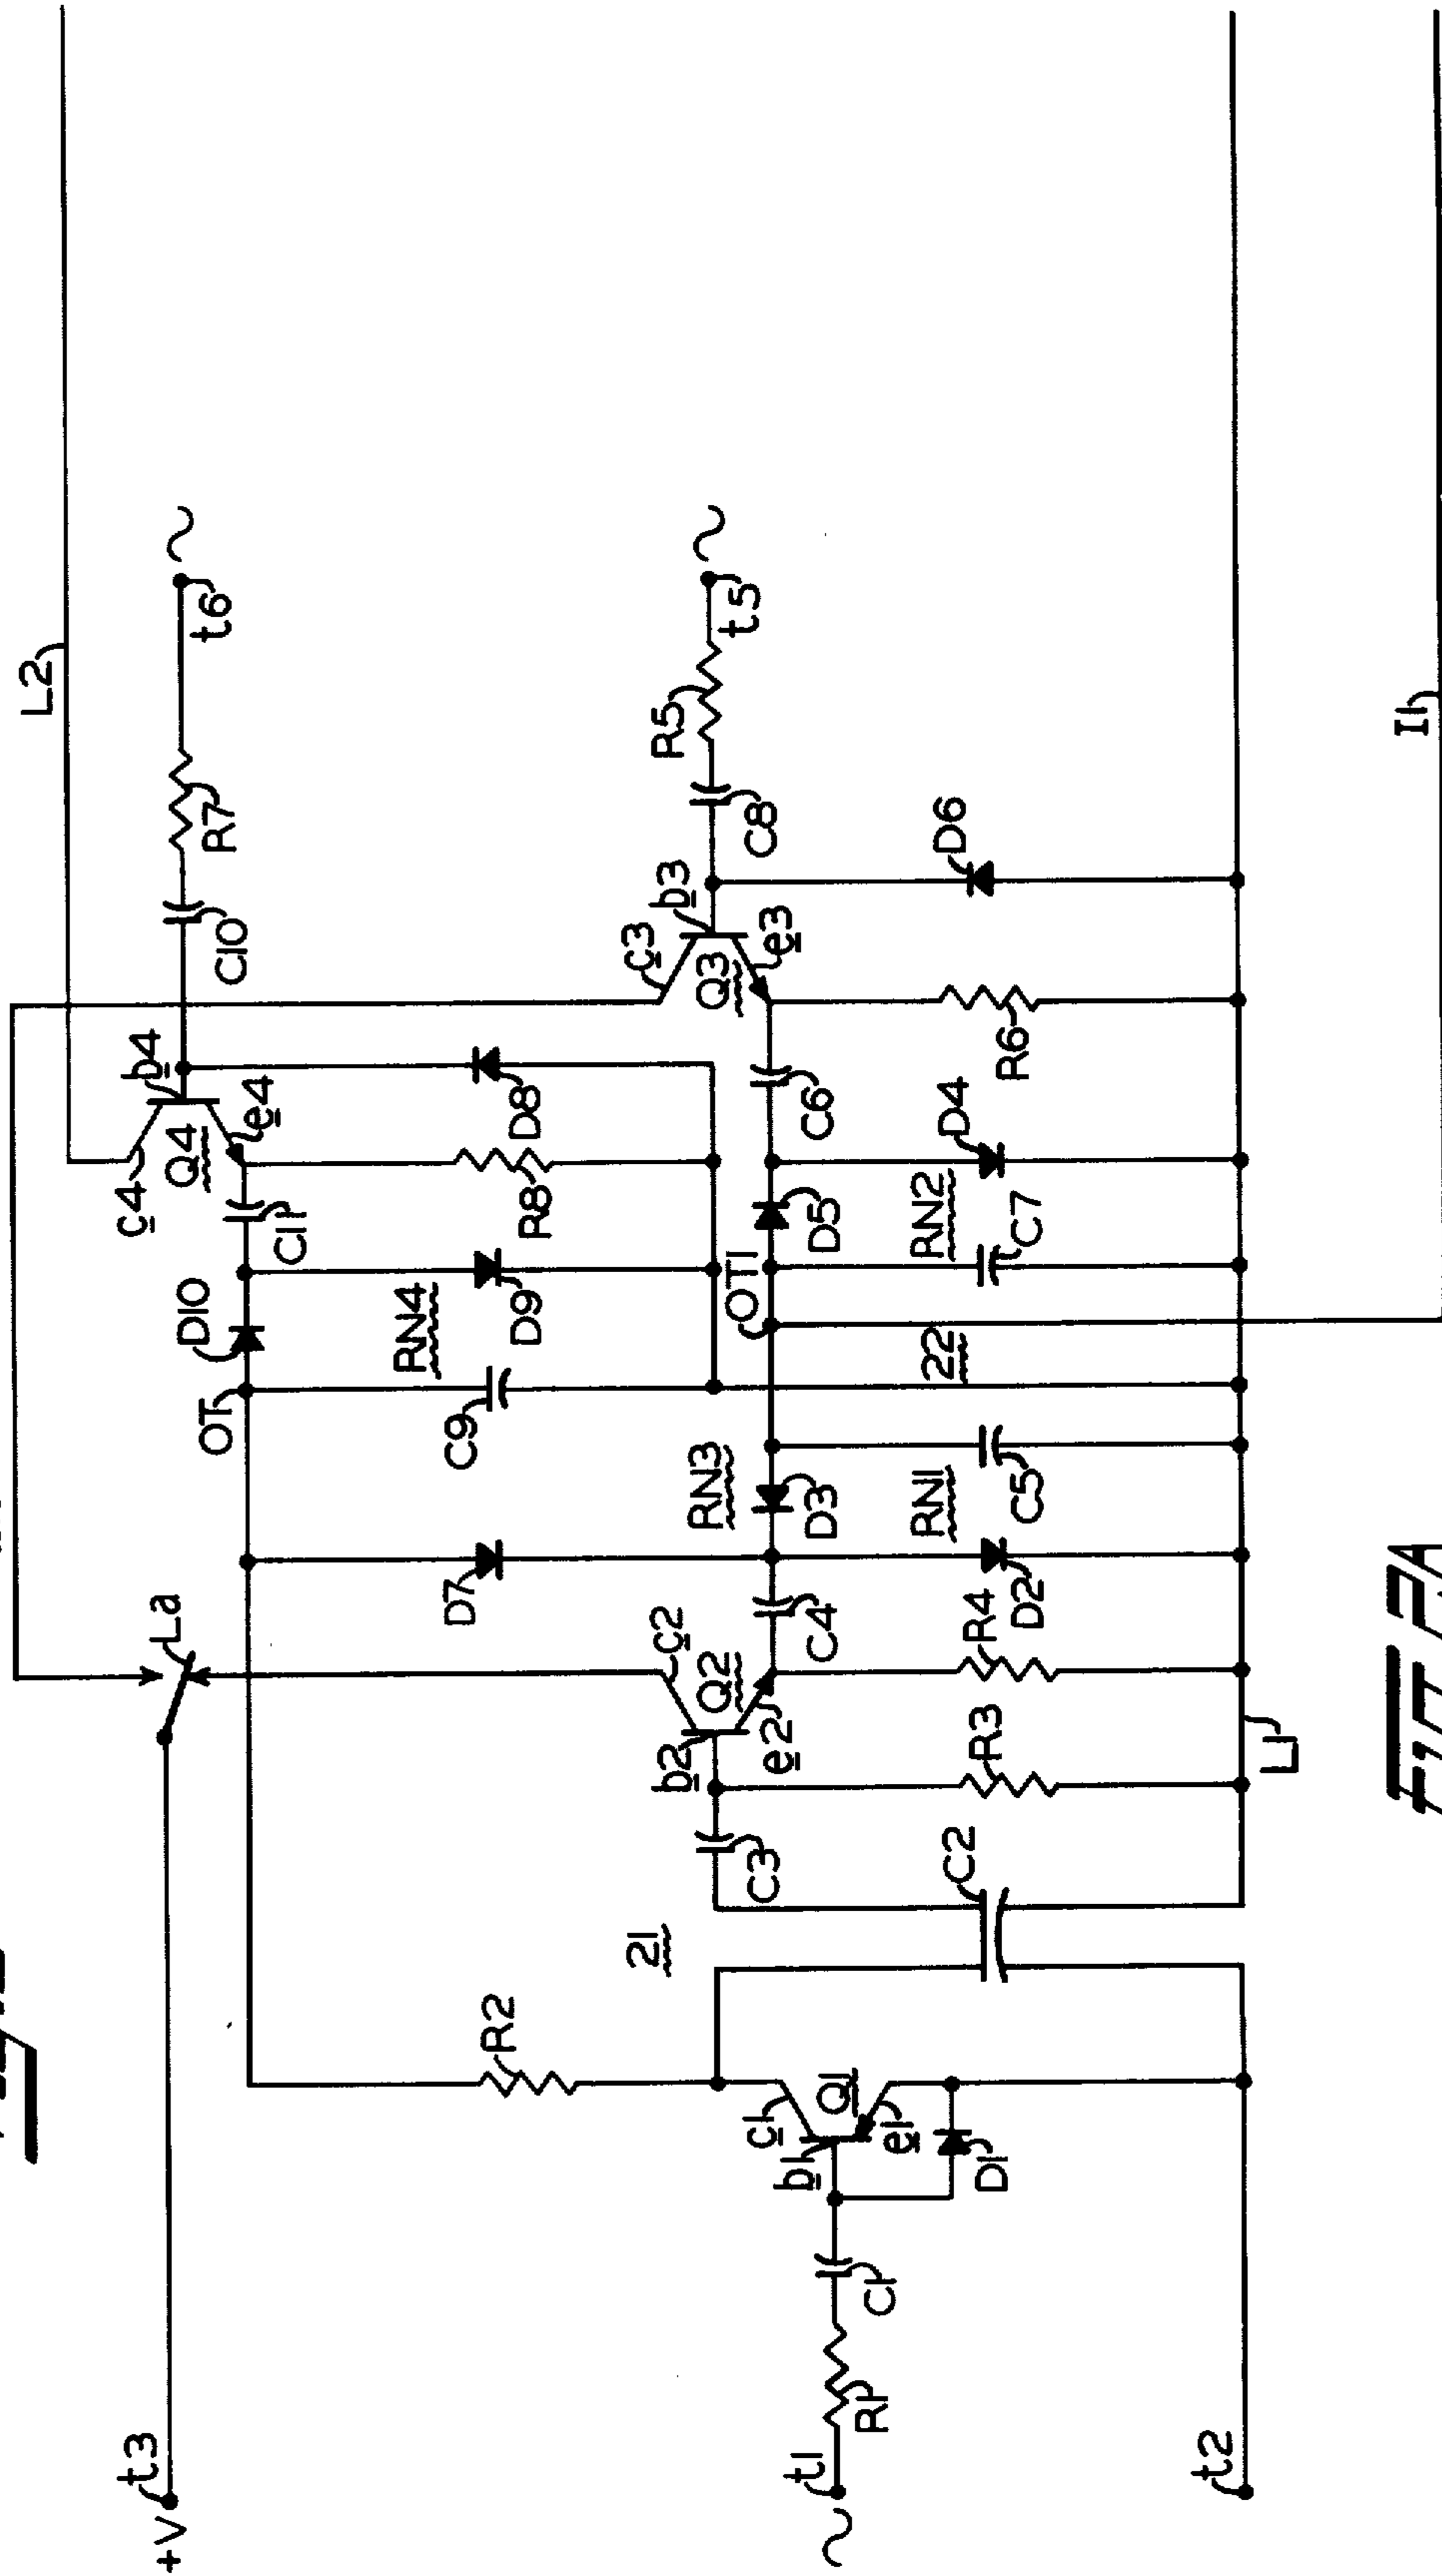 L2
+V
t3
La
OT
D10
c4
Q4
b4
e4
C11
C10
R7
t6
~
R2
D7
C9
RN4
D9
R8
D8
21
C3
b2
c2
Q2
e2
C4
RN3
D3
OT1
D5
C6
c3
Q3
b3
e3
C8
R5
t5
~
~
t1
R1
C1
b1
c1
Q1
e1
D1
C2
R3
R4
D2
RN1
C5
22
C7
RN2
D4
R6
D6
t2
L1
I1